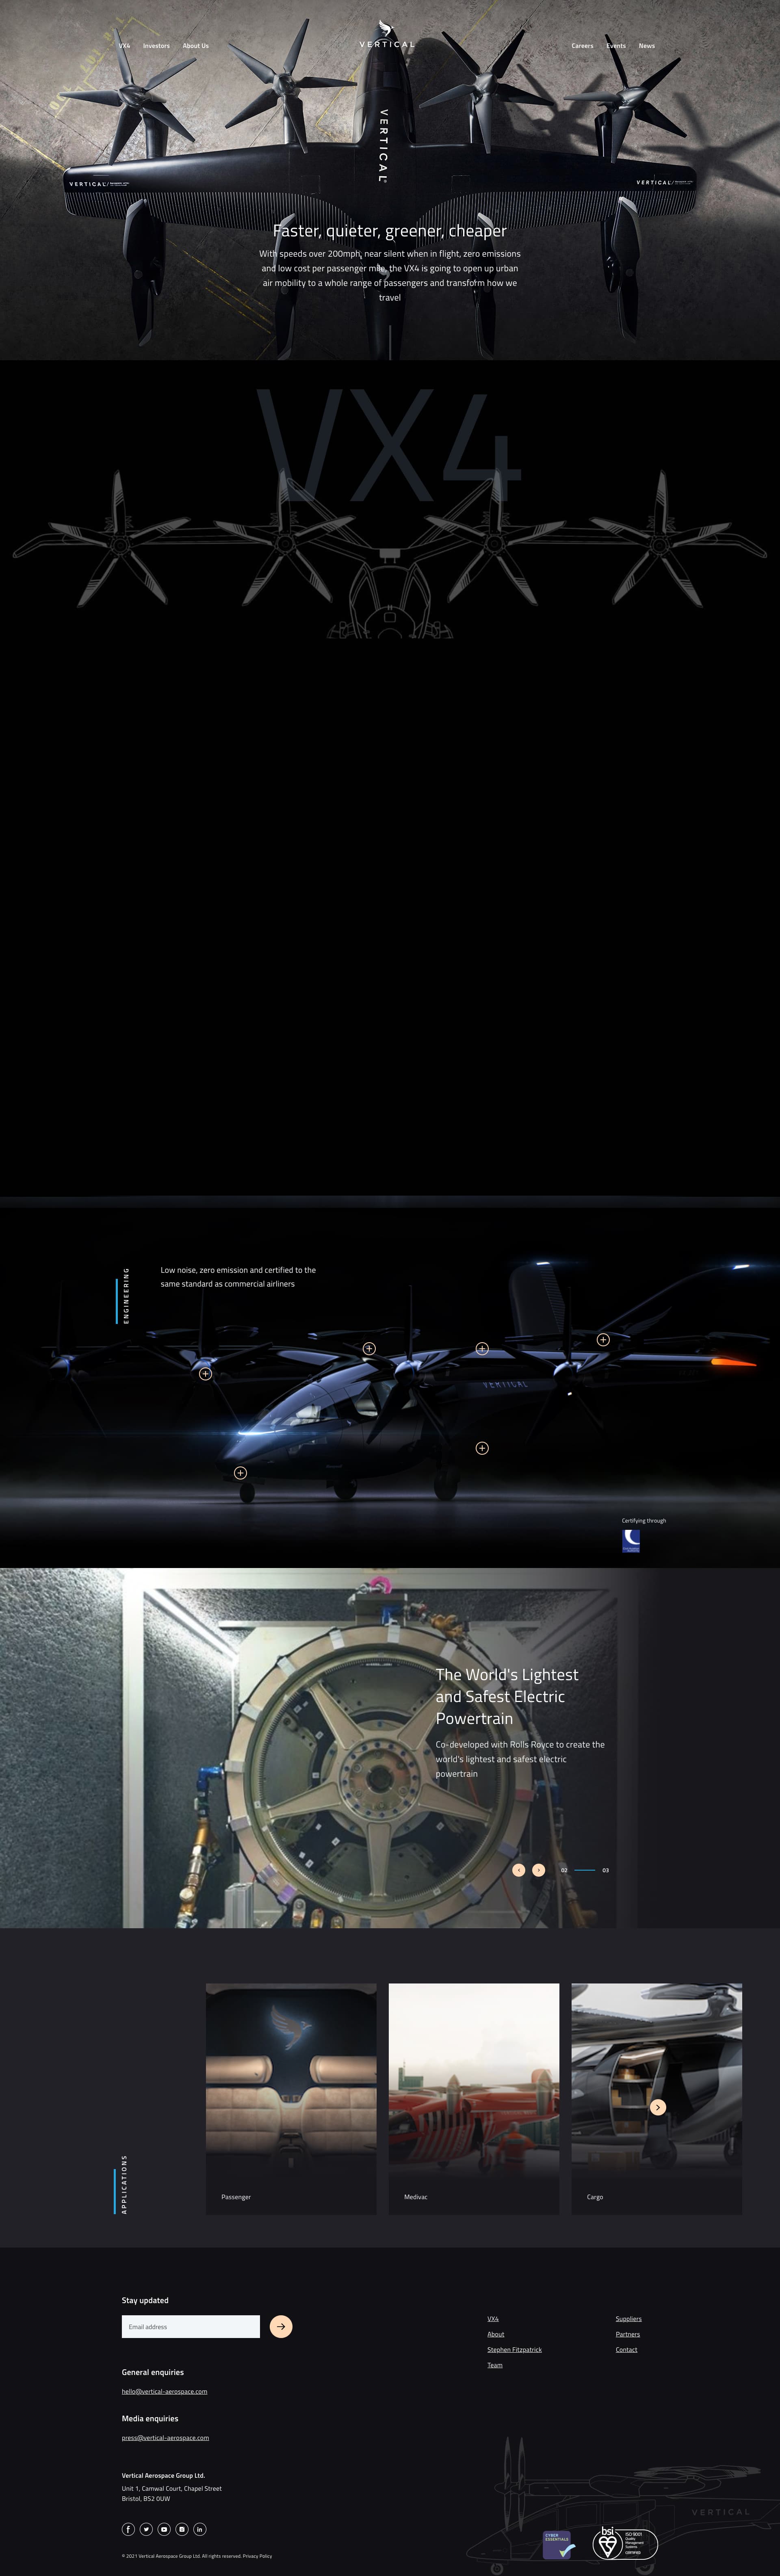 VX4
Investors
About Us
VERTICAL
Careers
Events
News
VERTICAL
VERTICAL
VERTICAL
Faster, quieter, greener, cheaper
With speeds over 200mph, near silent when in flight, zero emissions
and low cost per passenger mile, the VX4 is going to open up urban
air mobility to a whole range of passengers and transform how we
travel
VX4
ENGINEERING
Low noise, zero emission and certified to the
same standard as commercial airliners
VERTICAL
Certifying through
The World's Lightest
and Safest Electric
Powertrain
Co-developed with Rolls Royce to create the
world's lightest and safest electric
powertrain
02
03
APPLICATIONS
Passenger
Medivac
Cargo
Stay updated
Email address
General enquiries
hello@vertical-aerospace.com
Media enquiries
press@vertical-aerospace.com
Vertical Aerospace Group Ltd.
Unit 1, Camwal Court, Chapel Street
Bristol, BS2 0UW
© 2021 Vertical Aerospace Group Ltd. All rights reserved. Privacy Policy
VX4
About
Stephen Fitzpatrick
Team
Suppliers
Partners
Contact
VERTICAL
CYBER
ESSENTIALS
bsi
ISO 9001
Quality
Management
Systems
CERTIFIED